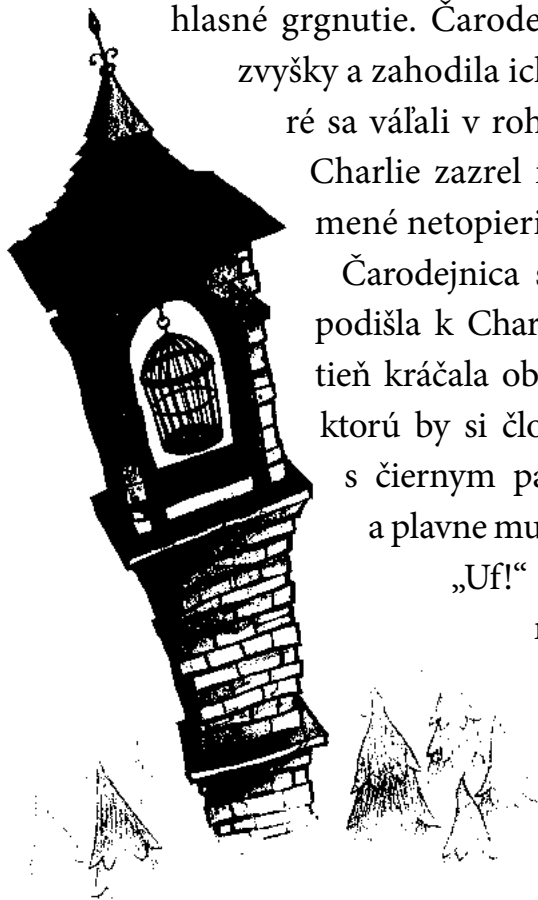 hlasné grgnutie. Čarode
zvyšky a zahodila ich
ré sa váľali v roh
Charlie zazrel
mené netopieri
Čarodejnica
podišla k Char
tieň kráčala ob
ktorú by si člo
s čiernym pa
a plavne mu
„Uf!“